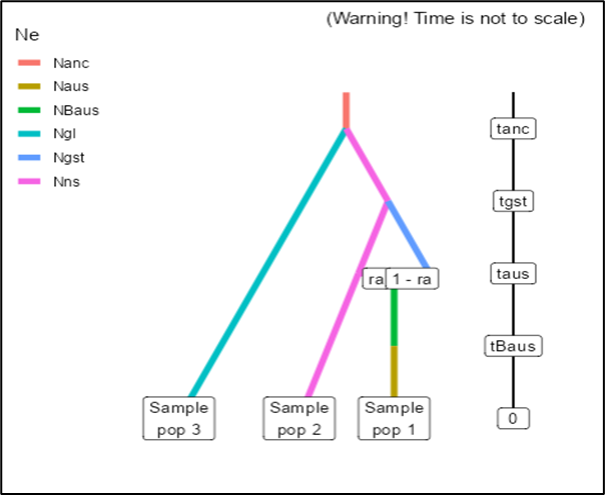 (Warning! Time is not to scale)
Ne
Nanc
Naus
NBaus
Ngl
Ngst
Nns
tanc
tgst
taus
tBaus
0
ra
1 - ra
Sample
pop 3
Sample
pop 2
Sample
pop 1